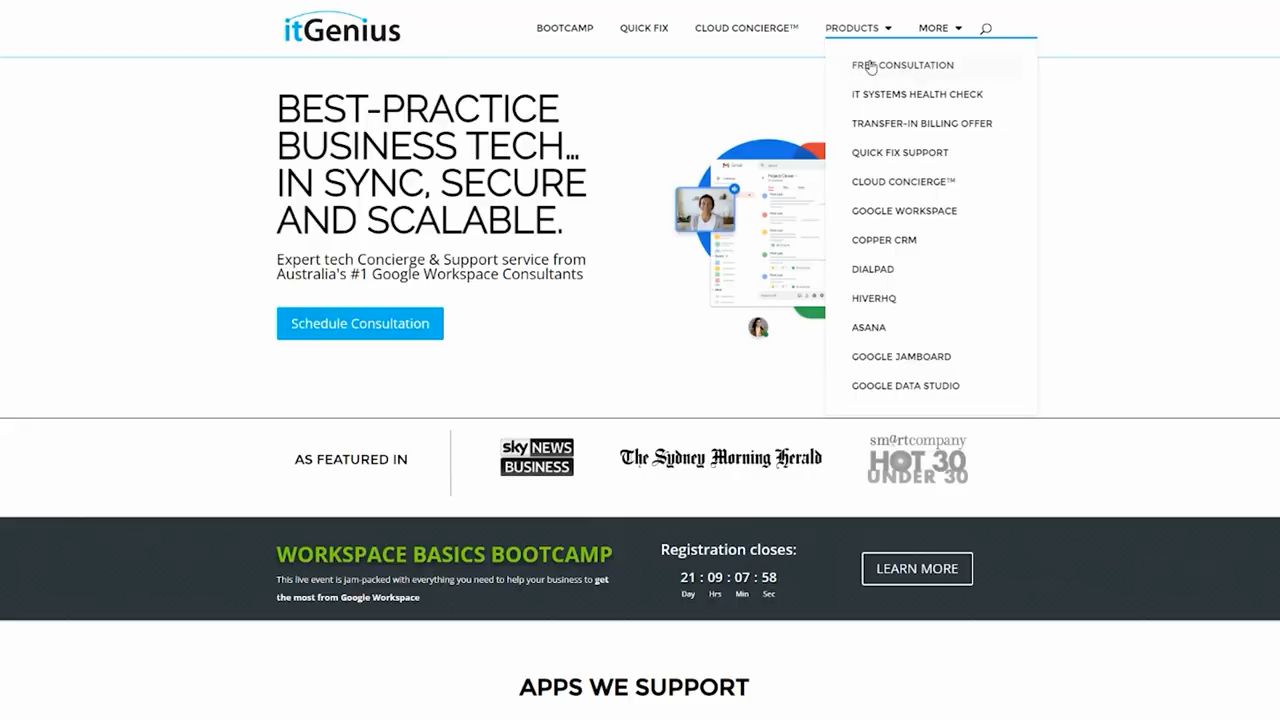 itGenius
BOOTCAMP
QUICK FIX
CLOUD CONCIERGE™
PRODUCTS
MORE
FREE CONSULTATION
IT SYSTEMS HEALTH CHECK
TRANSFER-IN BILLING OFFER
QUICK FIX SUPPORT
CLOUD CONCIERGE™
GOOGLE WORKSPACE
COPPER CRM
DIALPAD
HIVERHQ
ASANA
GOOGLE JAMBOARD
GOOGLE DATA STUDIO
BEST-PRACTICE
BUSINESS TECH...
IN SYNC, SECURE
AND SCALABLE.
Expert tech Concierge & Support service from
Australia's #1 Google Workspace Consultants
Schedule Consultation
Gmail
AS FEATURED IN
sky NEWS
BUSINESS
The Sydney Morning Herald
sm@rtcompany
HOT 30
UNDER 30
WORKSPACE BASICS BOOTCAMP
This live event is jam-packed with everything you need to help your business to get
the most from Google Workspace
Registration closes:
21 : 09 : 07 : 58
Day Hrs Min Sec
LEARN MORE
APPS WE SUPPORT